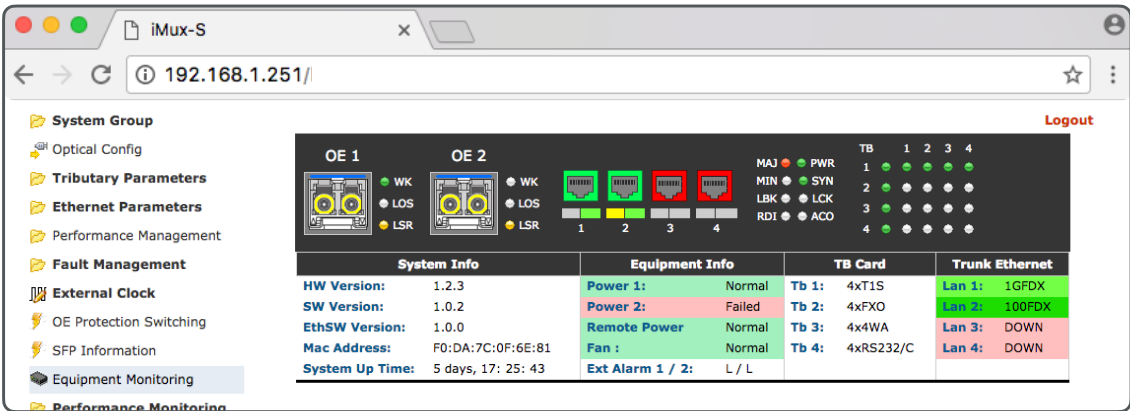 iMux-S
192.168.1.251/
System Group
Optical Config
Tributary Parameters
Ethernet Parameters
Performance Management
Fault Management
External Clock
OE Protection Switching
SFP Information
Equipment Monitoring
Performance Monitoring
Logout
OE 1 OE 2
WK
LOS
LSR
WK
LOS
LSR
1 2 3 4
MAJ PWR
MIN SYN
LBK LCK
RDI ACO
TB 1 2 3 4
1
2
3
4
System Info Equipment Info TB Card Trunk Ethernet
HW Version: 1.2.3 Power 1: Normal Tb 1: 4xT1S Lan 1: 1GFDX
SW Version: 1.0.2 Power 2: Failed Tb 2: 4xFXO Lan 2: 100FDX
EthSW Version: 1.0.0 Remote Power Normal Tb 3: 4x4WA Lan 3: DOWN
Mac Address: F0:DA:7C:0F:6E:81 Fan : Normal Tb 4: 4xRS232/C Lan 4: DOWN
System Up Time: 5 days, 17: 25: 43 Ext Alarm 1 / 2: L / L